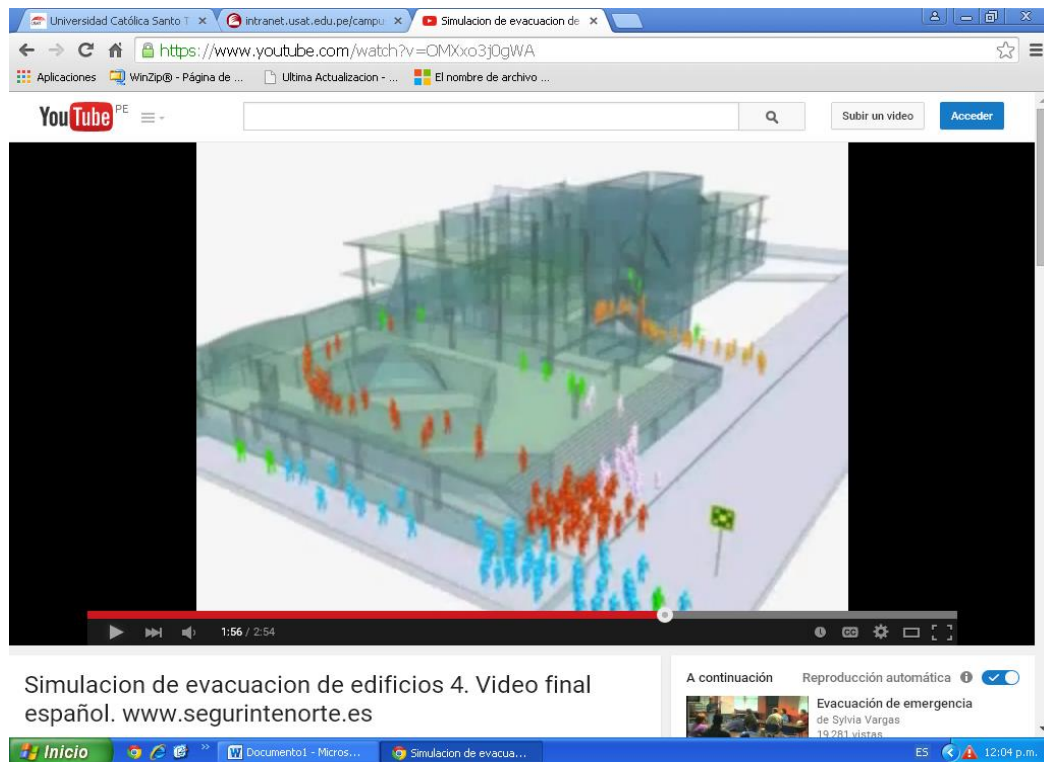 Universidad Católica Santo T
intranet.usat.edu.pe/campu
Simulacion de evacuacion de
https://www.youtube.com/watch?v=OMXxo3j0gWA
Aplicaciones
WinZip® - Página de ...
Ultima Actualizacion - ...
El nombre de archivo ...
YouTube PE
Subir un video
Acceder
1:56 / 2:54
CC
Simulacion de evacuacion de edificios 4. Video final
español. www.segurintenorte.es
A continuación
Reproducción automática
Evacuación de emergencia
de Sylvia Vargas
19.281 vistas
Inicio
Documento1 - Micros...
Simulacion de evacua...
ES
12:04 p.m.